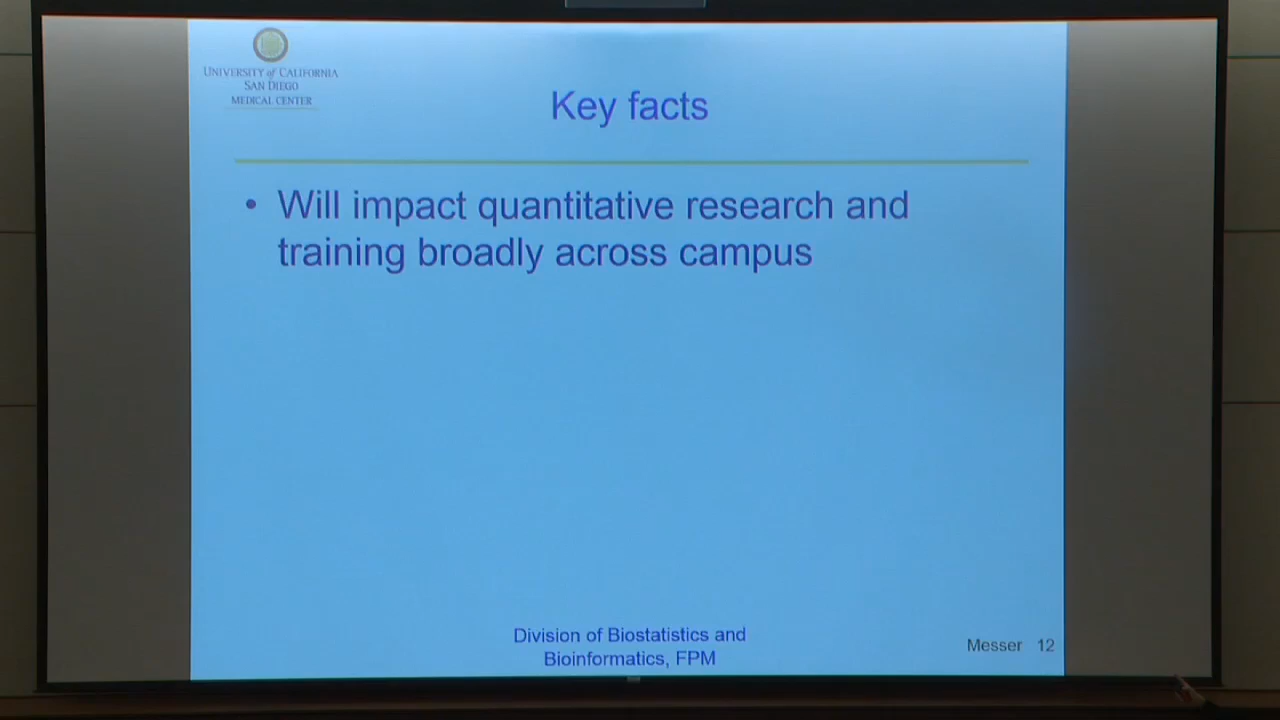 UNIVERSITY of CALIFORNIA
SAN DIEGO
MEDICAL CENTER
Key facts
• Will impact quantitative research and
training broadly across campus
Division of Biostatistics and
Bioinformatics, FPM
Messer 12